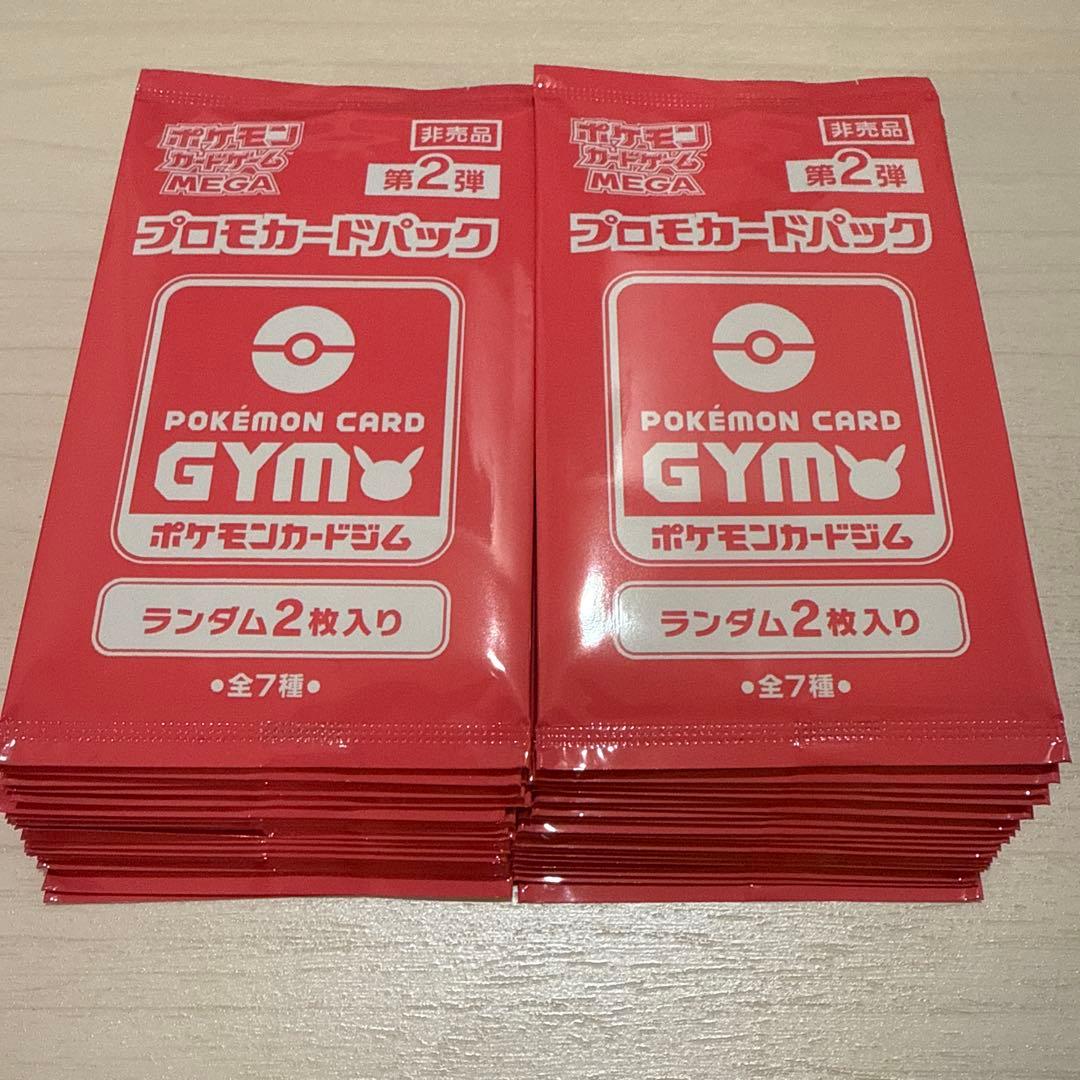 ポケモン
カードゲーム
MEGA
非売品
第2弾
プロモカードパック
POKÉMON CARD
GYM
ポケモンカードジム
ランダム2枚入り
•全7種•
ポケモン
カードゲーム
MEGA
非売品
第2弾
プロモカードパック
POKÉMON CARD
GYM
ポケモンカードジム
ランダム2枚入り
•全7種•